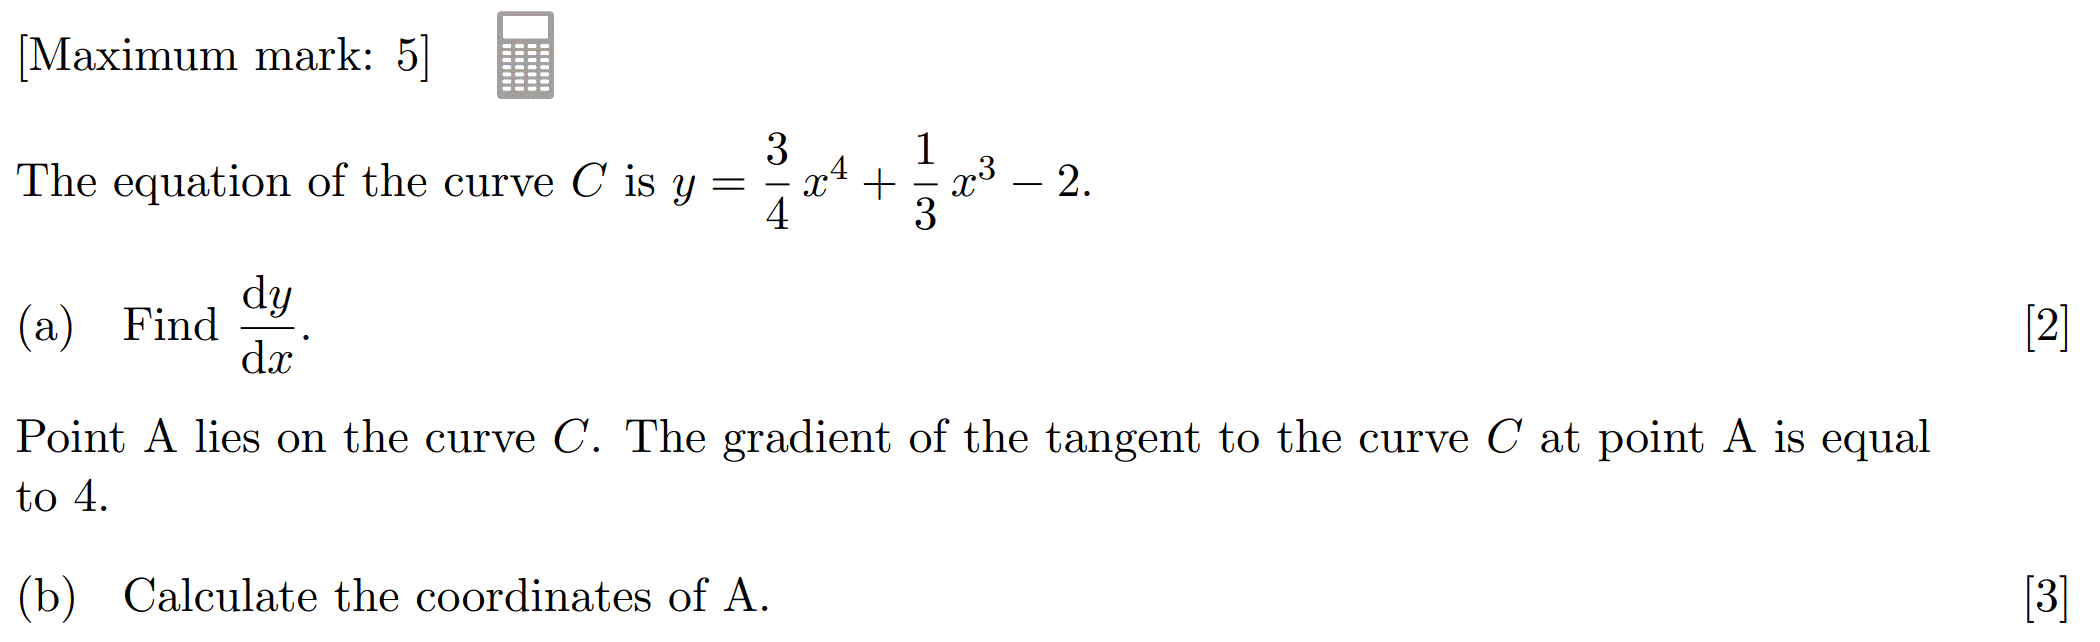 [Maximum mark: 5]
The equation of the curve C is y = \frac{3}{4} x^4 + \frac{1}{3} x^3 − 2.
(a) Find \frac{dy}{dx}. [2]
Point A lies on the curve C. The gradient of the tangent to the curve C at point A is equal
to 4.
(b) Calculate the coordinates of A. [3]